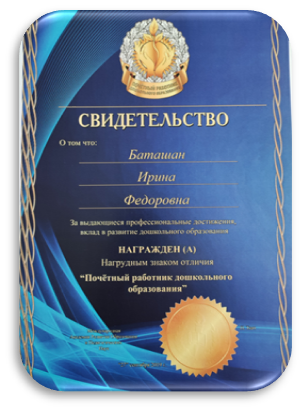 СВИДЕТЕЛЬСТВО
О том что:
Баташан
Ирина
Федоровна
За выдающиеся профессиональные достижения,
вклад в развитие дошкольного образования
НАГРАЖДЕН (А)
Нагрудным знаком отличия
“Почётный работник дошкольного
образования”